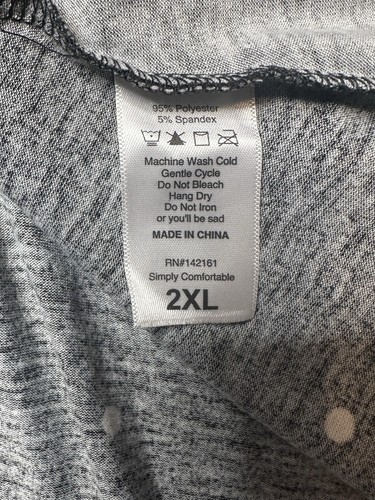 95% Polyester
5% Spandex
Machine Wash Cold
Gentle Cycle
Do Not Bleach
Hang Dry
Do Not Iron
or you'll be sad
MADE IN CHINA
RN#142161
Simply Comfortable
2XL